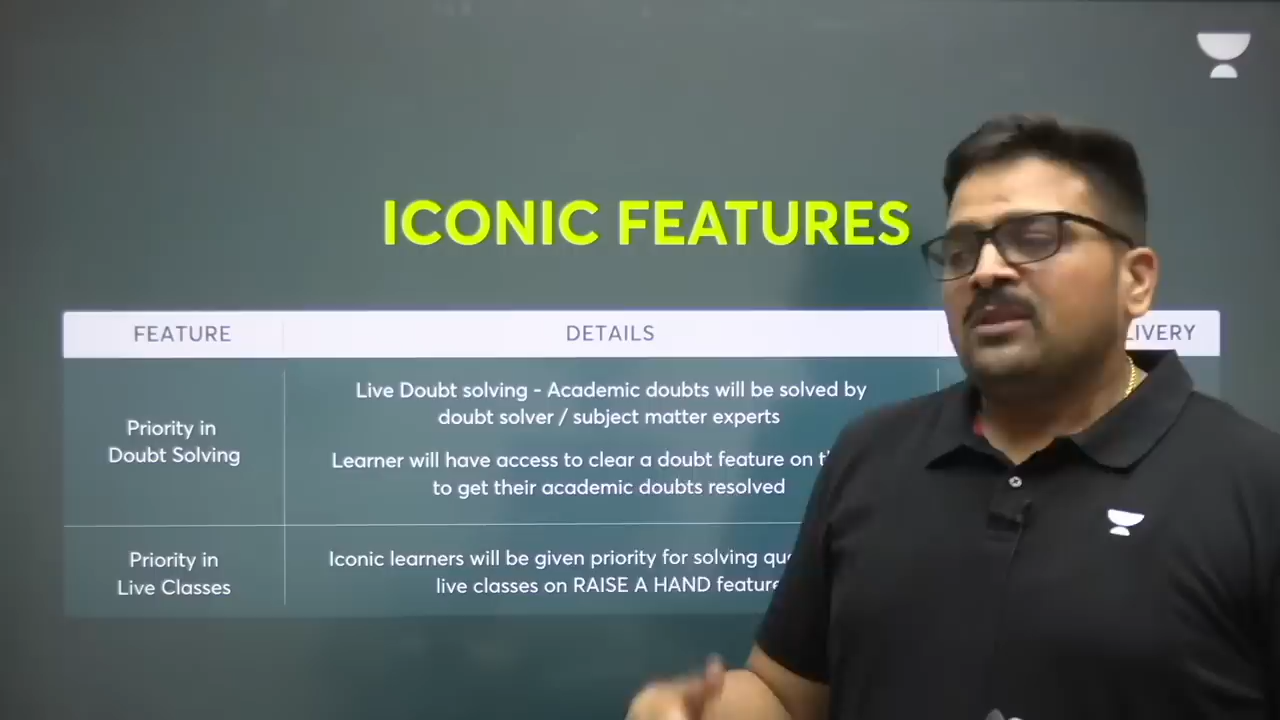 ICONIC FEATURES
FEATURE DETAILS LIVERY
Priority in
Doubt Solving
Live Doubt solving - Academic doubts will be solved by
doubt solver / subject matter experts
Learner will have access to clear a doubt feature on
to get their academic doubts resolved
Priority in
Live Classes
Iconic learners will be given priority for solving
live classes on RAISE A HAND feature